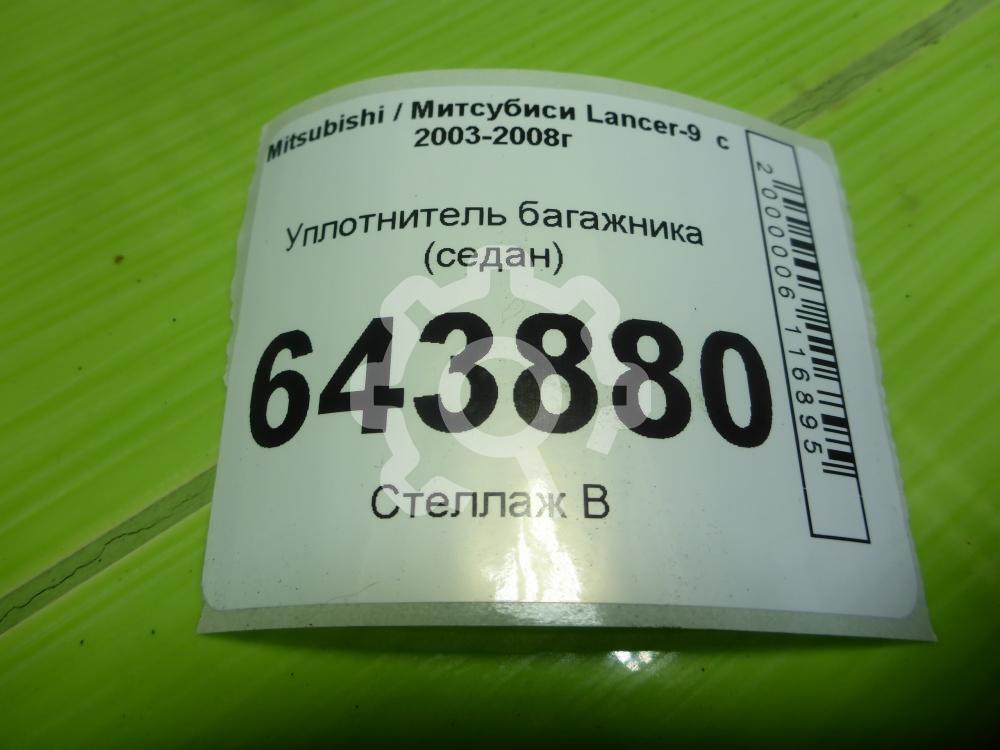 Mitsubishi / Митсубиси Lancer-9 с
2003-2008г
Уплотнитель багажника
(седан)
643880
Стеллаж В
2000006116895